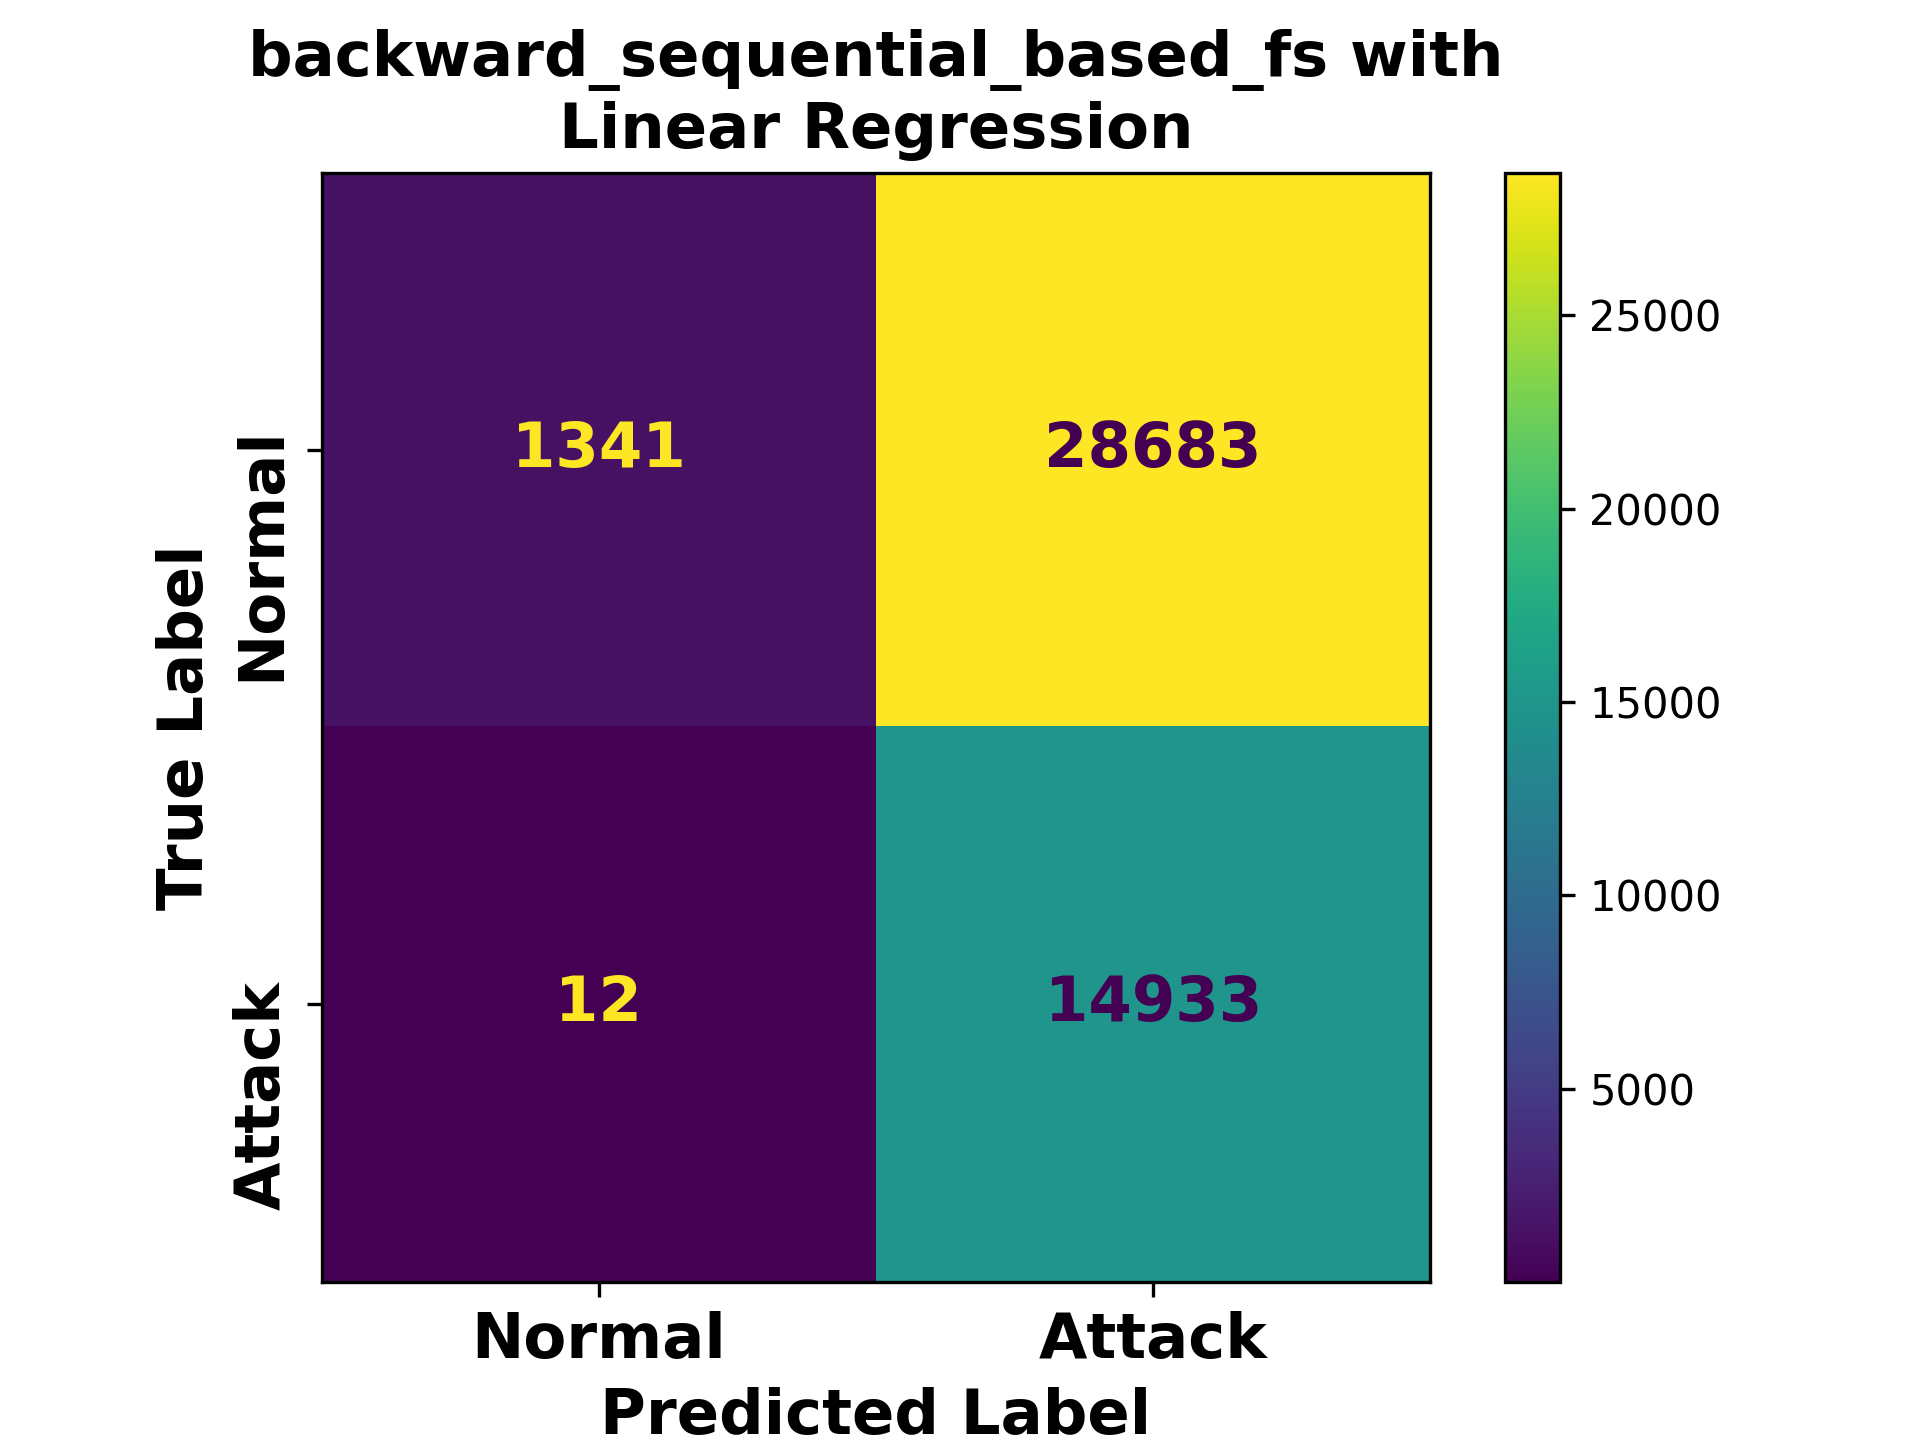 backward_sequential_based_fs with
Linear Regression
True Label
Normal
Attack
1341
28683
12
14933
Normal
Attack
Predicted Label
25000
20000
15000
10000
5000